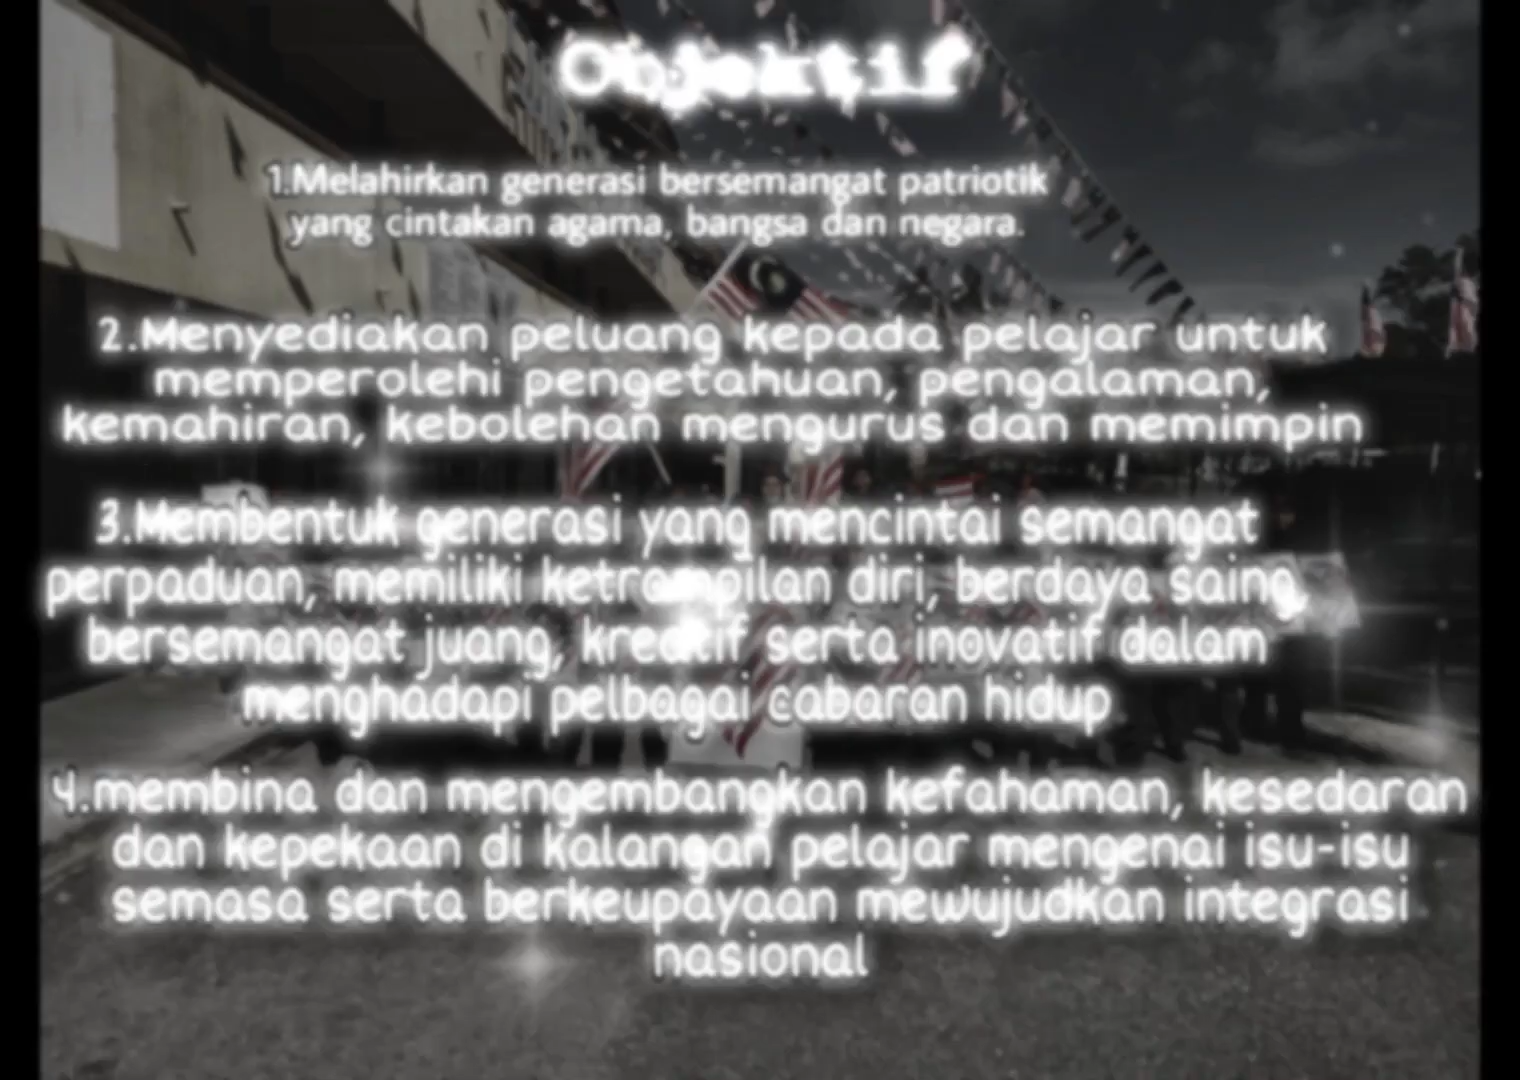 Objektif
1.Melahirkan generasi bersemangat patriotik
yang cintakan agama, bangsa dan negara.
2.Menyediakan peluang kepada pelajar untuk
memperolehi pengetahuan, pengalaman,
kemahiran, kebolehan mengurus dan memimpin
3.Membentuk generasi yang mencintai semangat
perpaduan, memiliki ketrampilan diri, berdaya saing,
bersemangat juang, kreatif serta inovatif dalam
menghadapi pelbagai cabaran hidup
4.membina dan mengembangkan kefahaman, kesedaran
dan kepekaan di kalangan pelajar mengenai isu-isu
semasa serta berkeupayaan mewujudkan integrasi
nasional